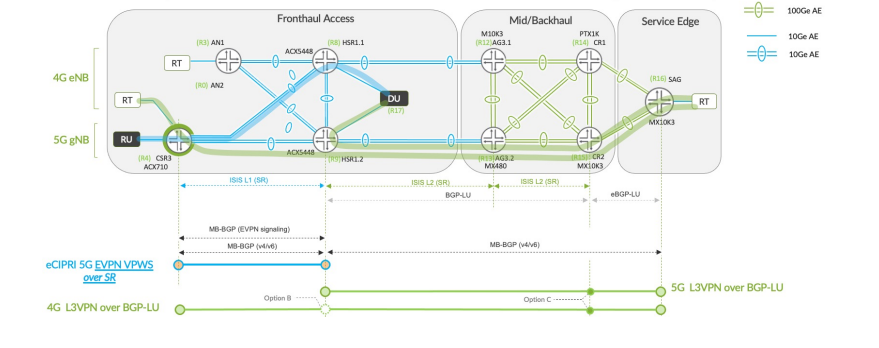 Fronthaul Access
Mid/Backhaul
Service Edge
100Ge AE
10Ge AE
10Ge AE
4G eNB
5G gNB
RT
RT
RU
(R3) AN1
(R0) AN2
(R4) CSR3
ACX710
ACX5448
(R8) HSR1.1
DU
(R17)
ACX5448
(R9)HSR1.2
M10K3
(R12)AG3.1
PTX1K
(R14) CR1
(R13)AG3.2
MX480
(R15)CR2
MX10K3
(R16) SAG
MX10K3
RT
ISIS L1 (SR)
ISIS L2 (SR)
ISIS L2 (SR)
BGP-LU
eBGP-LU
MB-BGP (EVPN signaling)
MB-BGP (v4/v6)
MB-BGP (v4/v6)
eCIPRI 5G EVPN VPWS
over SR
5G L3VPN over BGP-LU
Option B
Option C
4G L3VPN over BGP-LU